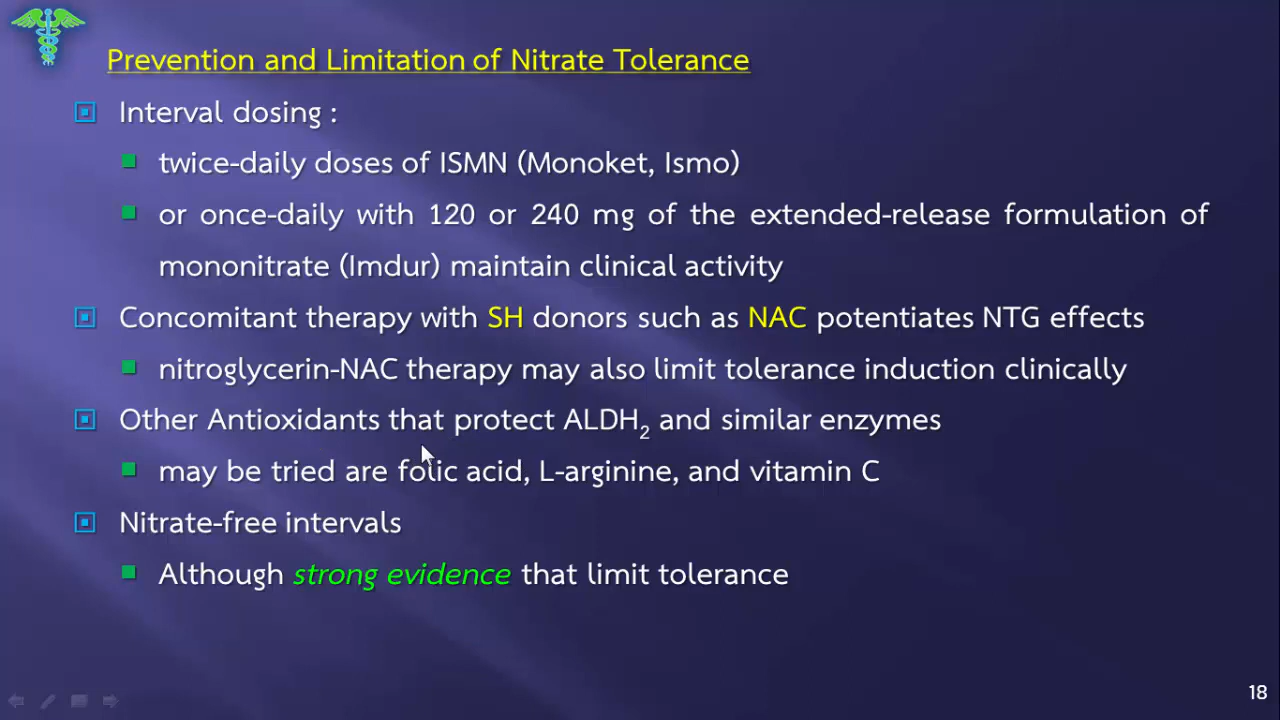 Prevention and Limitation of Nitrate Tolerance
Interval dosing :
twice-daily doses of ISMN (Monoket, Ismo)
or once-daily with 120 or 240 mg of the extended-release formulation of
mononitrate (Imdur) maintain clinical activity
Concomitant therapy with SH donors such as NAC potentiates NTG effects
nitroglycerin-NAC therapy may also limit tolerance induction clinically
Other Antioxidants that protect ALDH₂ and similar enzymes
may be tried are folic acid, L-arginine, and vitamin C
Nitrate-free intervals
Although strong evidence that limit tolerance
18